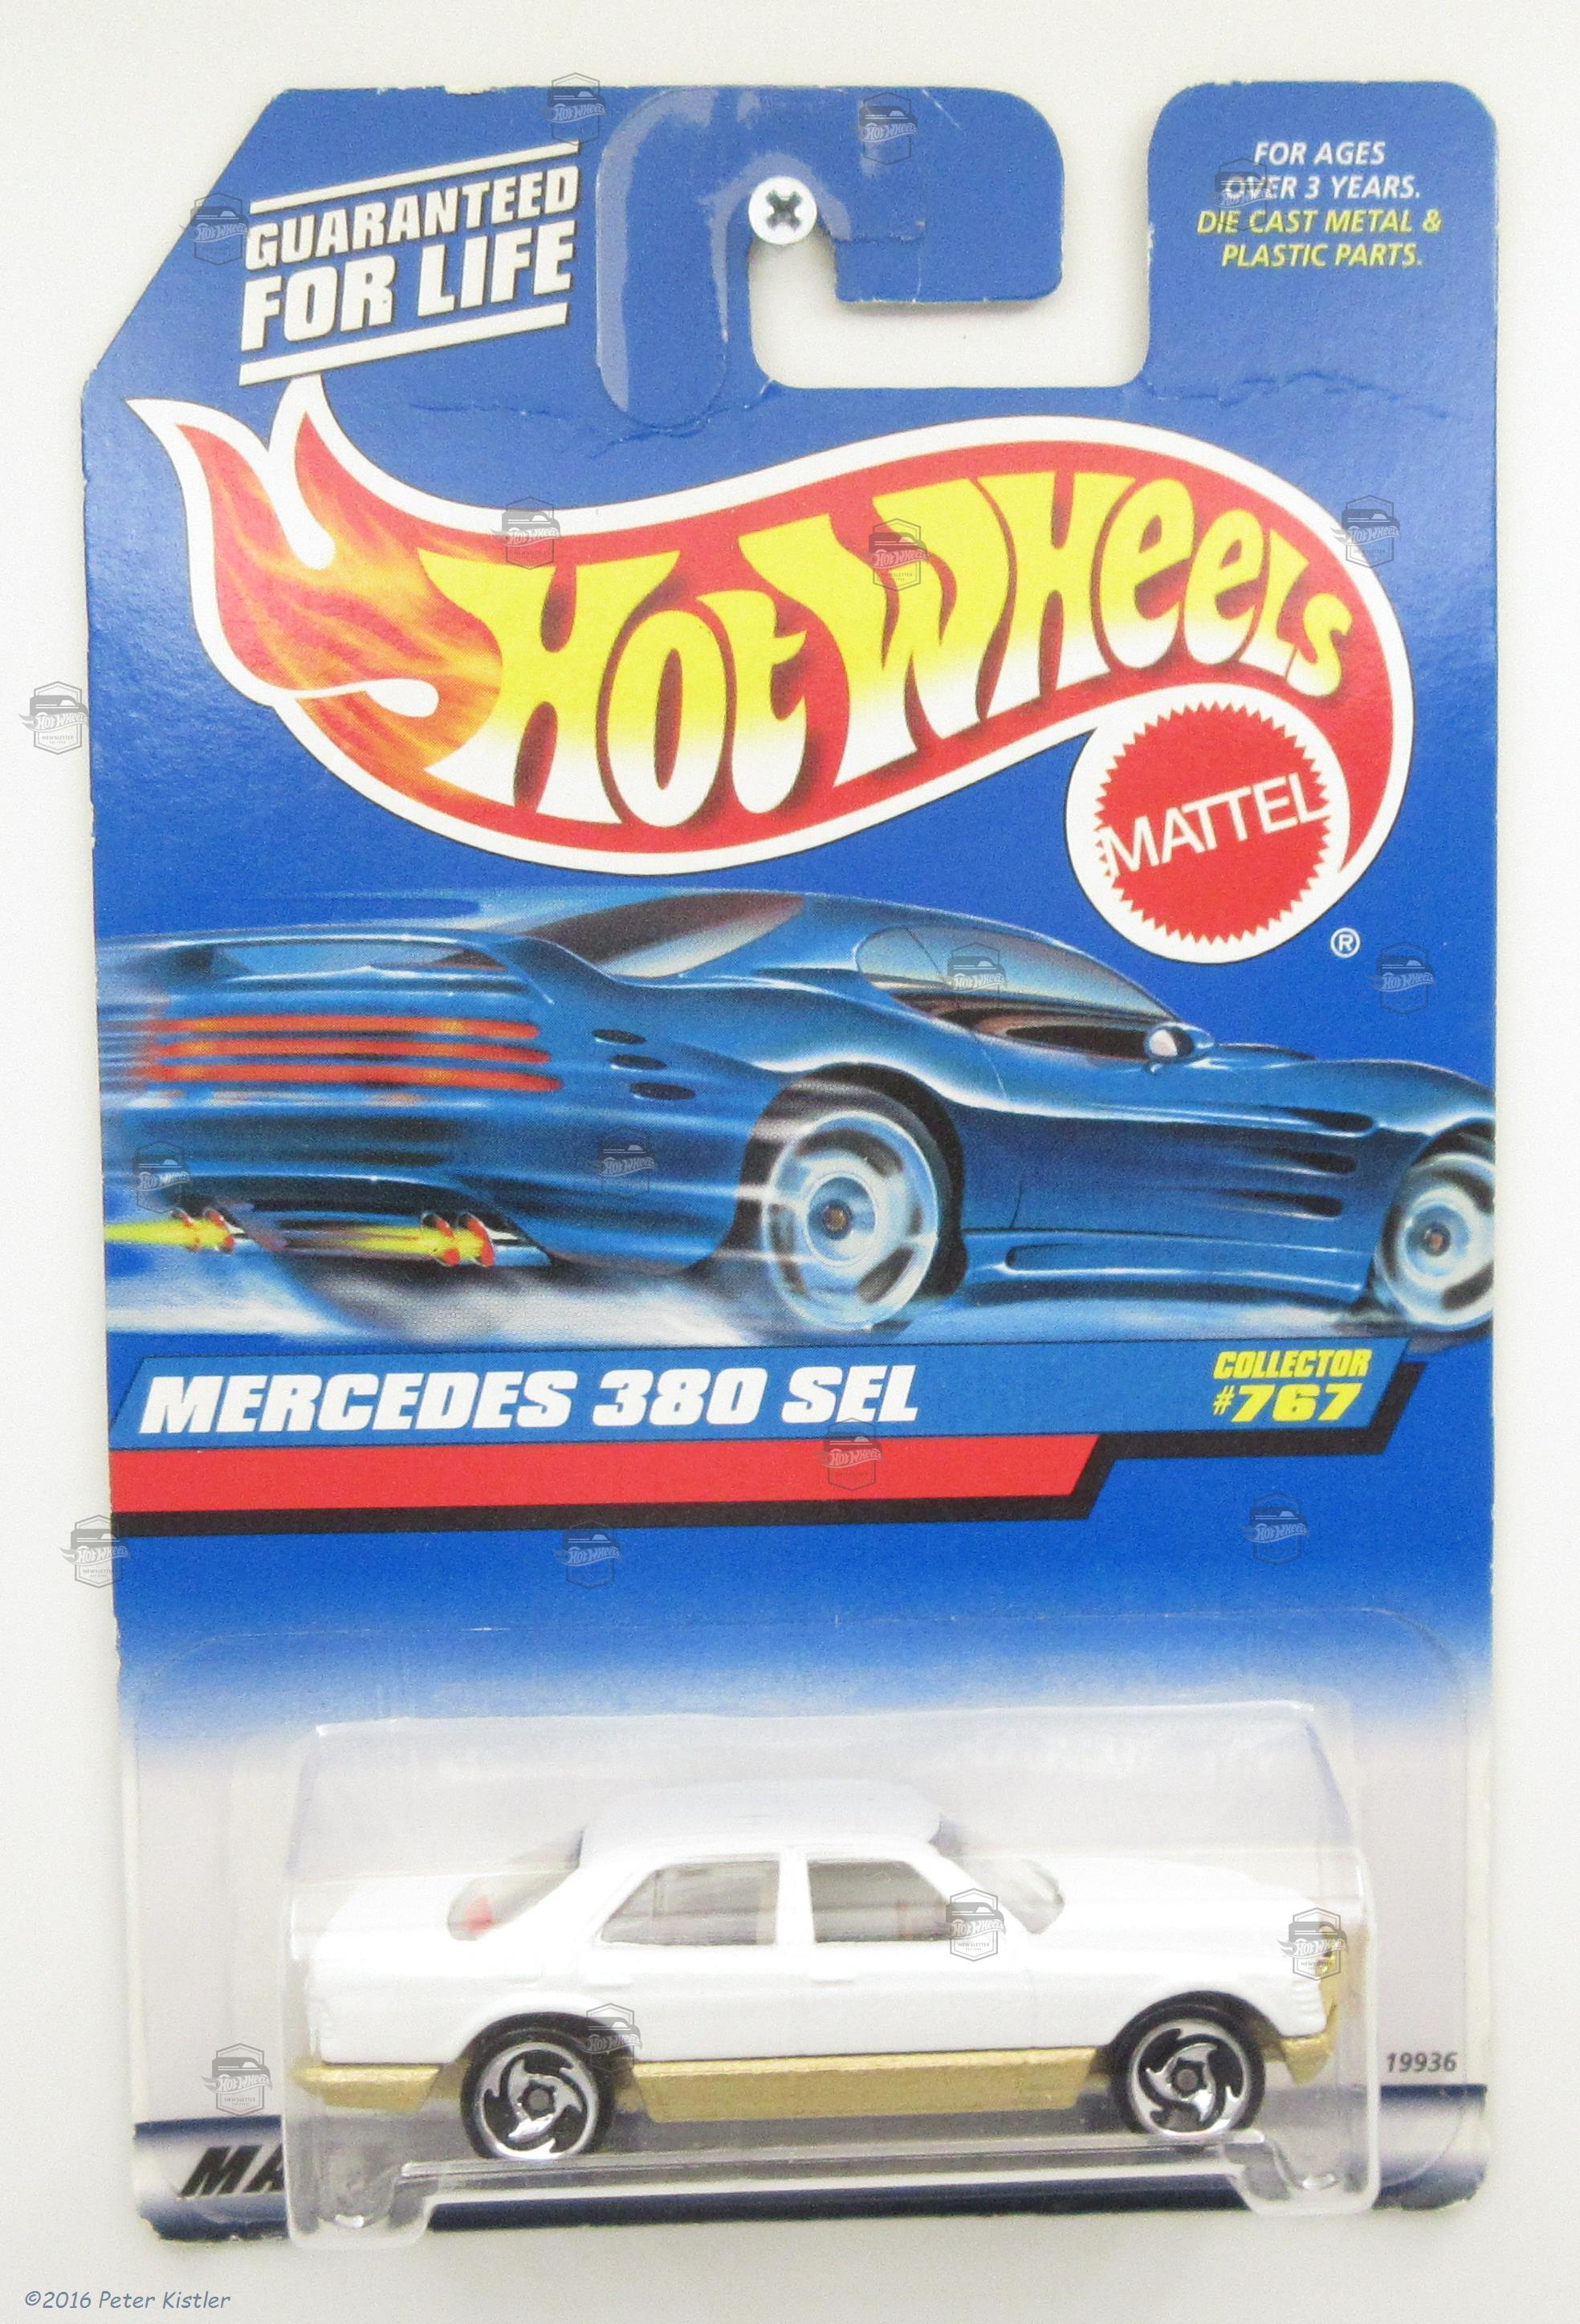 GUARANTEED
FOR LIFE
FOR AGES
OVER 3 YEARS.
DIE CAST METAL &
PLASTIC PARTS.
HOT WHEELS
MATTEL
®
MERCEDES 380 SEL
COLLECTOR
#767
19936
MA
©2016 Peter Kistler